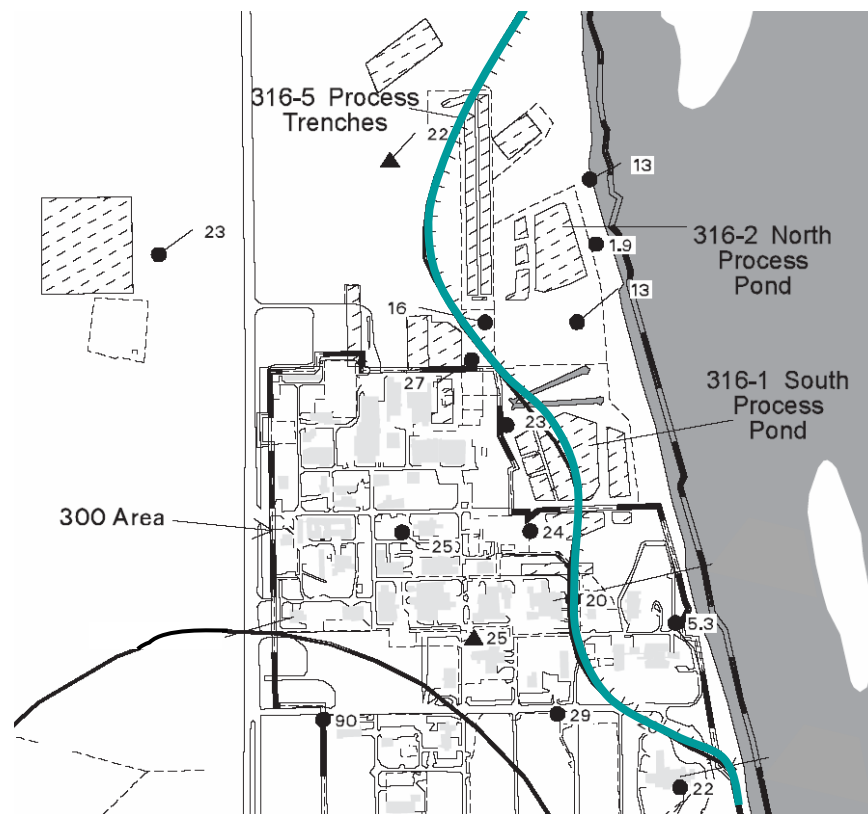 316-5 Process
Trenches
22
13
23
316-2 North
Process
Pond
1.9
13
16
27
316-1 South
Process
Pond
23
300 Area
25
24
20
5.3
25
90
29
22